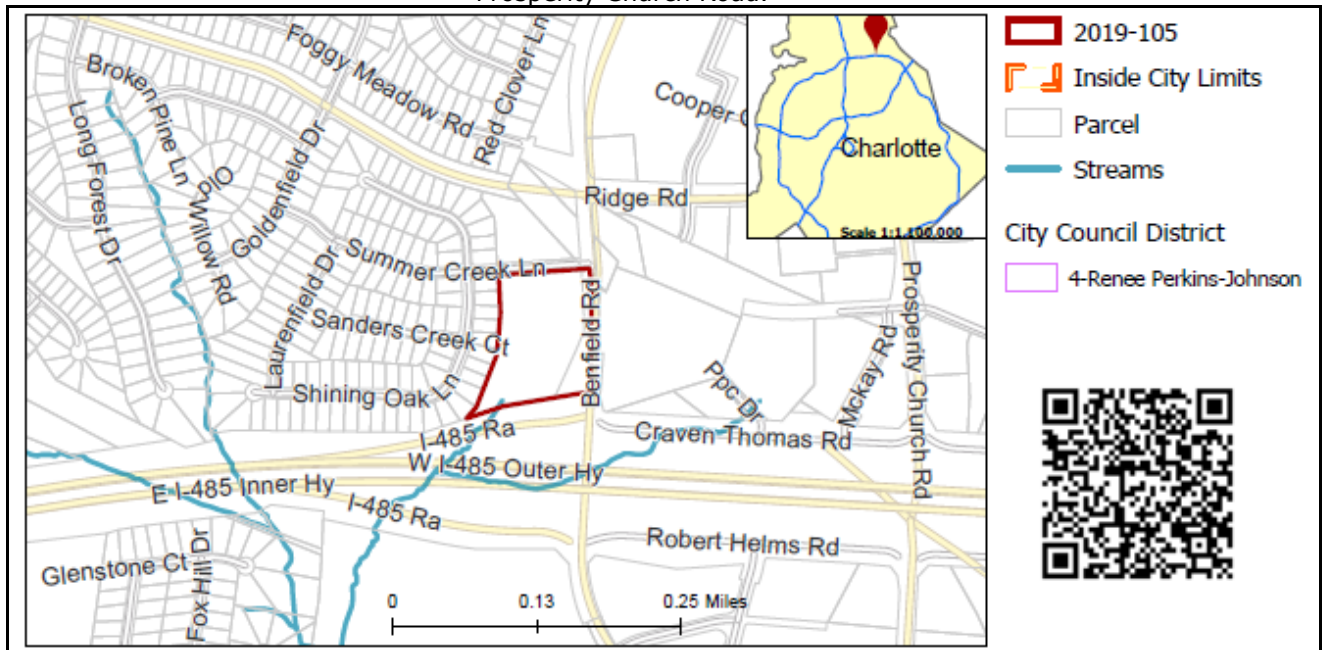 Prosperity Church Road.
Foggy Meadow Rd
Red Clover Ln
Broken Pine Ln
Long Forest Dr
PIO
Willow Rd
Goldenfield Dr
Cooper
Ridge Rd
Charlotte
Scale 1:1,100,000
Summer Creek Ln
Laurenfield Dr
Sanders Creek Ct
Shining Oak Ln
Benfield Rd
Ppc Dr
Mckay Rd
Prosperity Church Rd
Craven Thomas Rd
I-485 Ra
W I-485 Outer Hy
E I-485 Inner Hy
I-485 Ra
Robert Helms Rd
Glenstone Ct
Fox Hill Dr
0 0.13 0.25 Miles
2019-105
Inside City Limits
Parcel
Streams
City Council District
4-Renee Perkins-Johnson